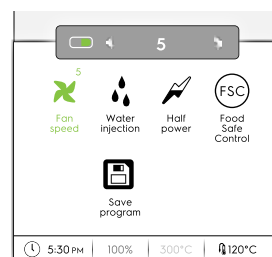 5
5
FSC
Fan speed
Water injection
Half power
Food Safe Control
Save program
5:30 PM 100% 300°C 120°C